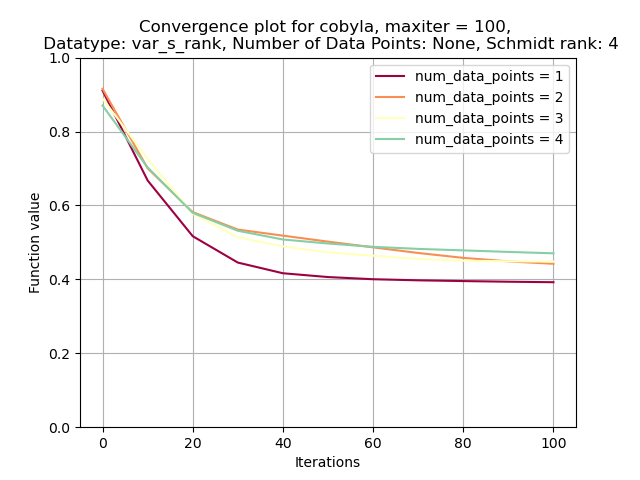 Convergence plot for cobyla, maxiter = 100,
Datatype: var_s_rank, Number of Data Points: None, Schmidt rank: 4
num_data_points = 1
num_data_points = 2
num_data_points = 3
num_data_points = 4
Function value
1.0
0.8
0.6
0.4
0.2
0.0
0 20 40 60 80 100
Iterations